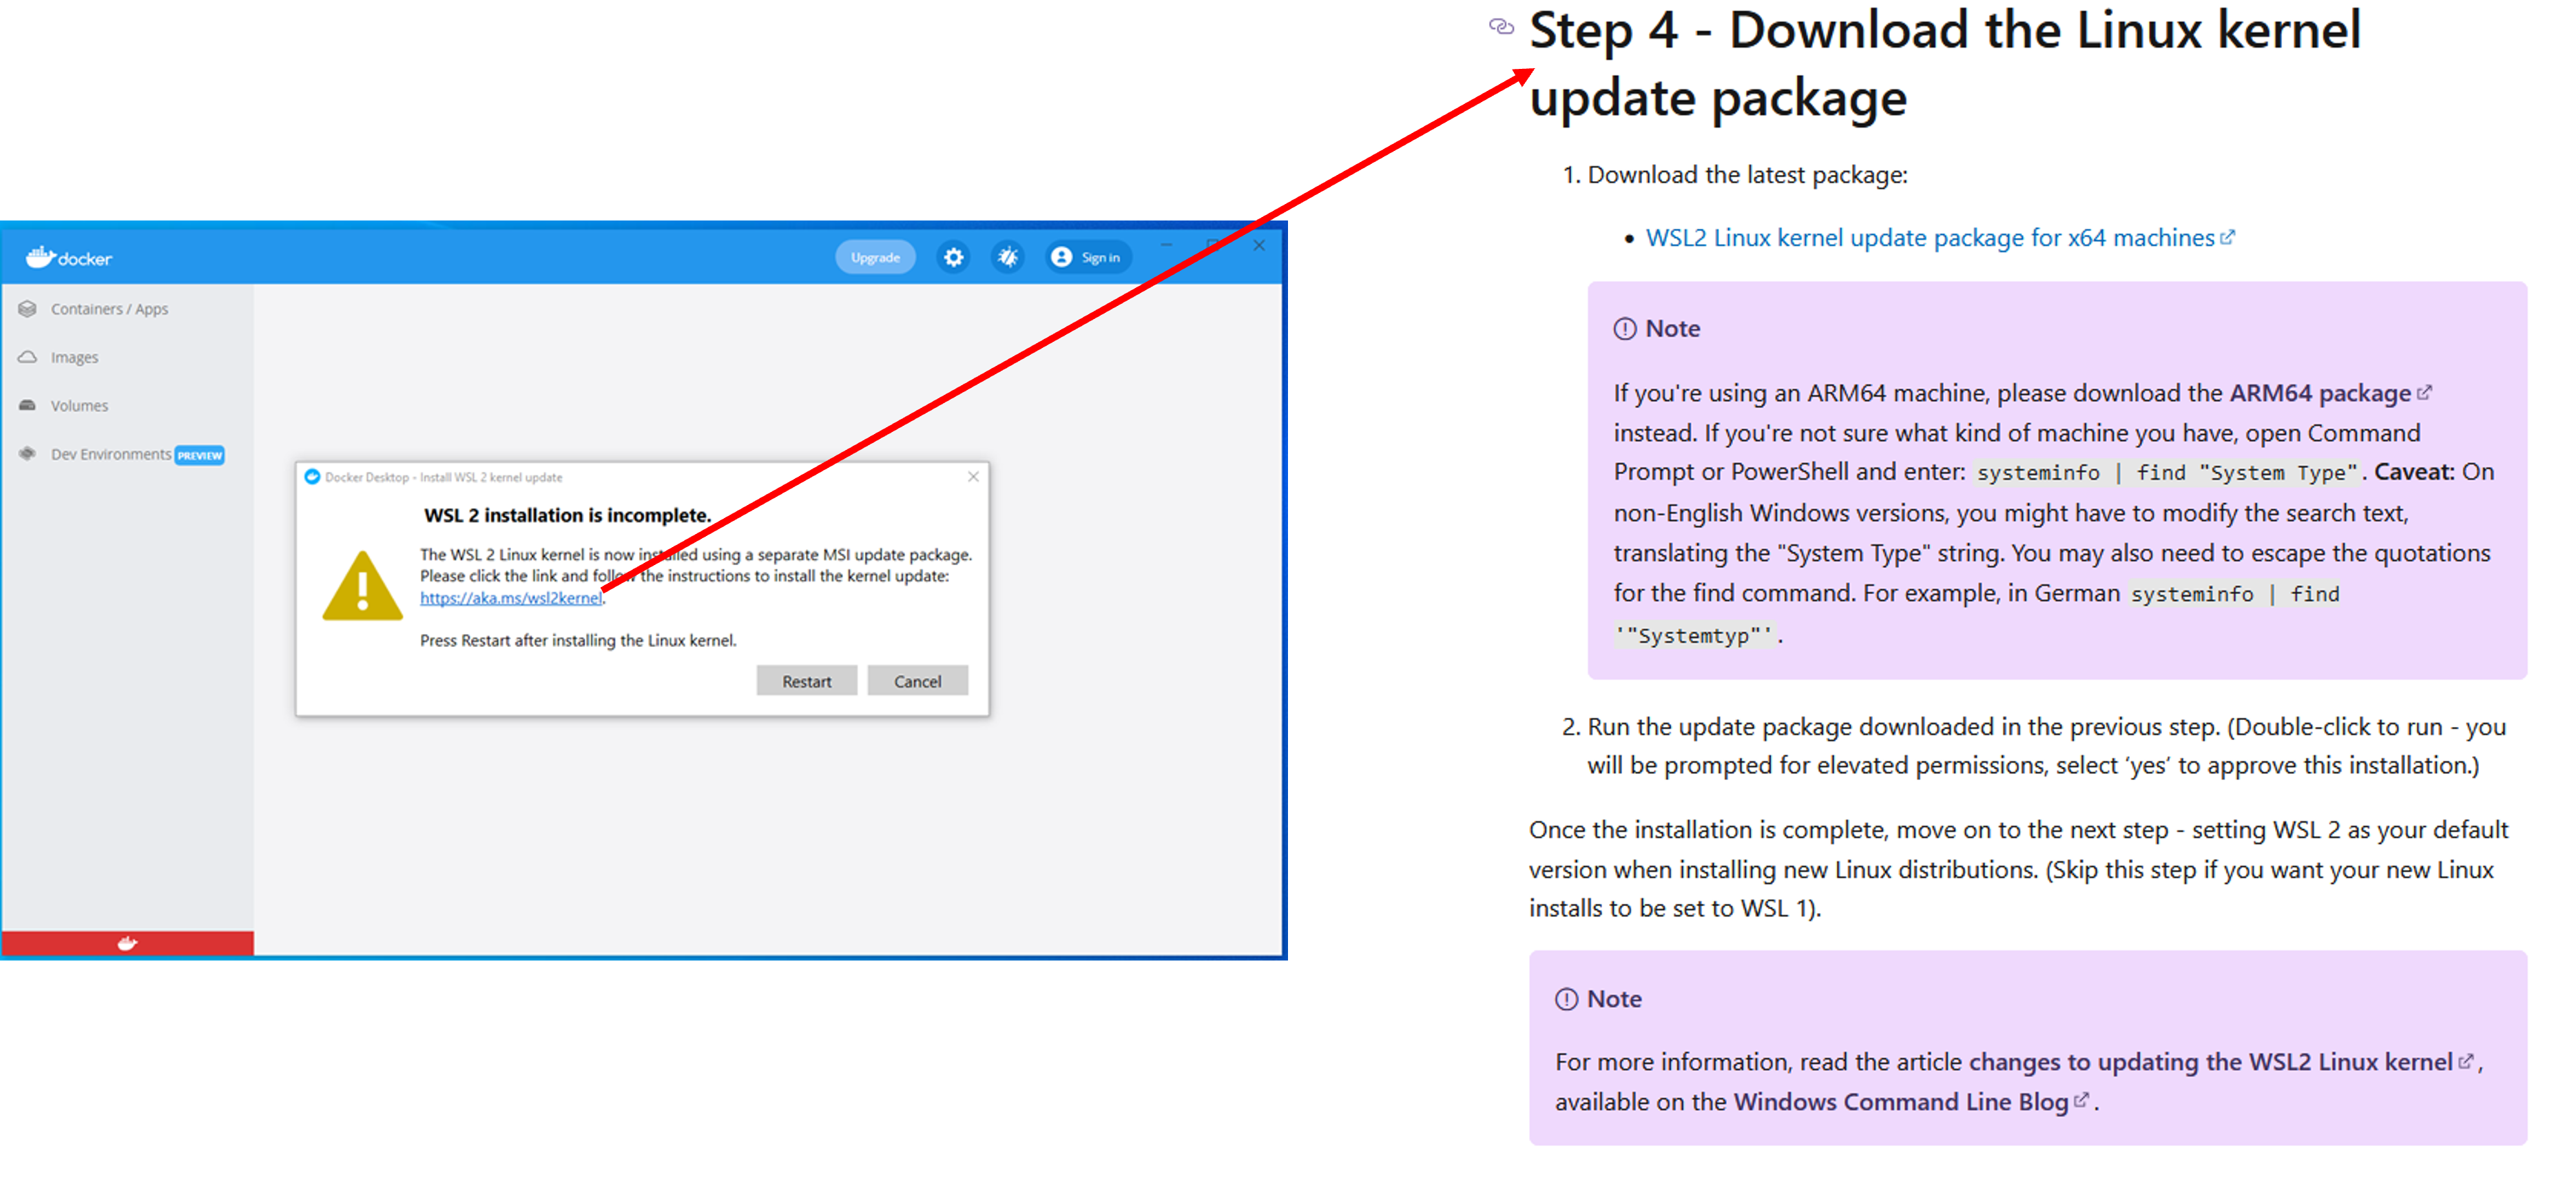 docker
Upgrade
Sign in
Containers / Apps
Images
Volumes
Dev Environments PREVIEW
Docker Desktop - Install WSL 2 kernel update
WSL 2 installation is incomplete.
The WSL 2 Linux kernel is now installed using a separate MSI update package.
Please click the link and follow the instructions to install the kernel update:
https://aka.ms/wsl2kernel.
Press Restart after installing the Linux kernel.
Restart
Cancel
Step 4 - Download the Linux kernel
update package
1. Download the latest package:
• WSL2 Linux kernel update package for x64 machines
Note
If you're using an ARM64 machine, please download the ARM64 package
instead. If you're not sure what kind of machine you have, open Command
Prompt or PowerShell and enter: systeminfo | find "System Type". Caveat: On
non-English Windows versions, you might have to modify the search text,
translating the "System Type" string. You may also need to escape the quotations
for the find command. For example, in German systeminfo | find
'"Systemtyp"'.
2. Run the update package downloaded in the previous step. (Double-click to run - you
will be prompted for elevated permissions, select ‘yes’ to approve this installation.)
Once the installation is complete, move on to the next step - setting WSL 2 as your default
version when installing new Linux distributions. (Skip this step if you want your new Linux
installs to be set to WSL 1).
Note
For more information, read the article changes to updating the WSL2 Linux kernel,
available on the Windows Command Line Blog.